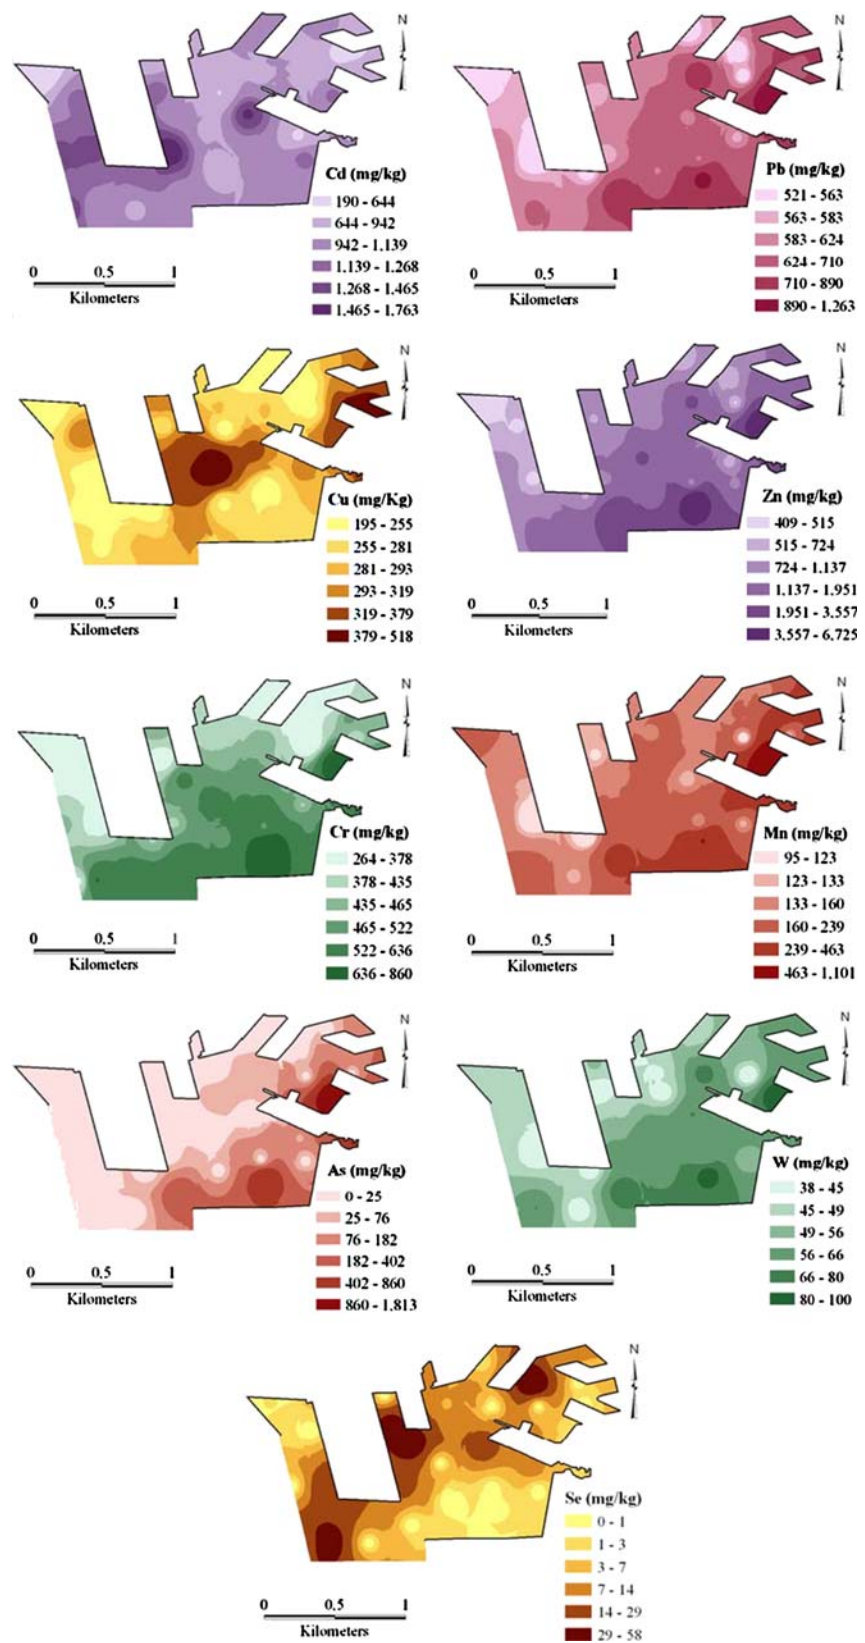 N
Cd (mg/kg)
190 - 644
644 - 942
942 - 1.139
1.139 - 1.268
1.268 - 1.465
1.465 - 1.763
0 0.5 1
Kilometers
N
Pb (mg/kg)
521 - 563
563 - 583
583 - 624
624 - 710
710 - 890
890 - 1.263
0 0.5 1
Kilometers
N
Cu (mg/Kg)
195 - 255
255 - 281
281 - 293
293 - 319
319 - 379
379 - 518
0 0.5 1
Kilometers
N
Zn (mg/kg)
409 - 515
515 - 724
724 - 1.137
1.137 - 1.951
1.951 - 3.557
3.557 - 6.725
0 0.5 1
Kilometers
N
Cr (mg/kg)
264 - 378
378 - 435
435 - 465
465 - 522
522 - 636
636 - 860
0 0.5 1
Kilometers
N
Mn (mg/kg)
95 - 123
123 - 133
133 - 160
160 - 239
239 - 463
463 - 1.101
0 0.5 1
Kilometers
N
As (mg/kg)
0 - 25
25 - 76
76 - 182
182 - 402
402 - 860
860 - 1.813
0 0.5 1
Kilometers
N
W (mg/kg)
38 - 45
45 - 49
49 - 56
56 - 66
66 - 80
80 - 100
0 0.5 1
Kilometers
N
Se (mg/kg)
0 - 1
1 - 3
3 - 7
7 - 14
14 - 29
29 - 58
0 0.5 1
Kilometers